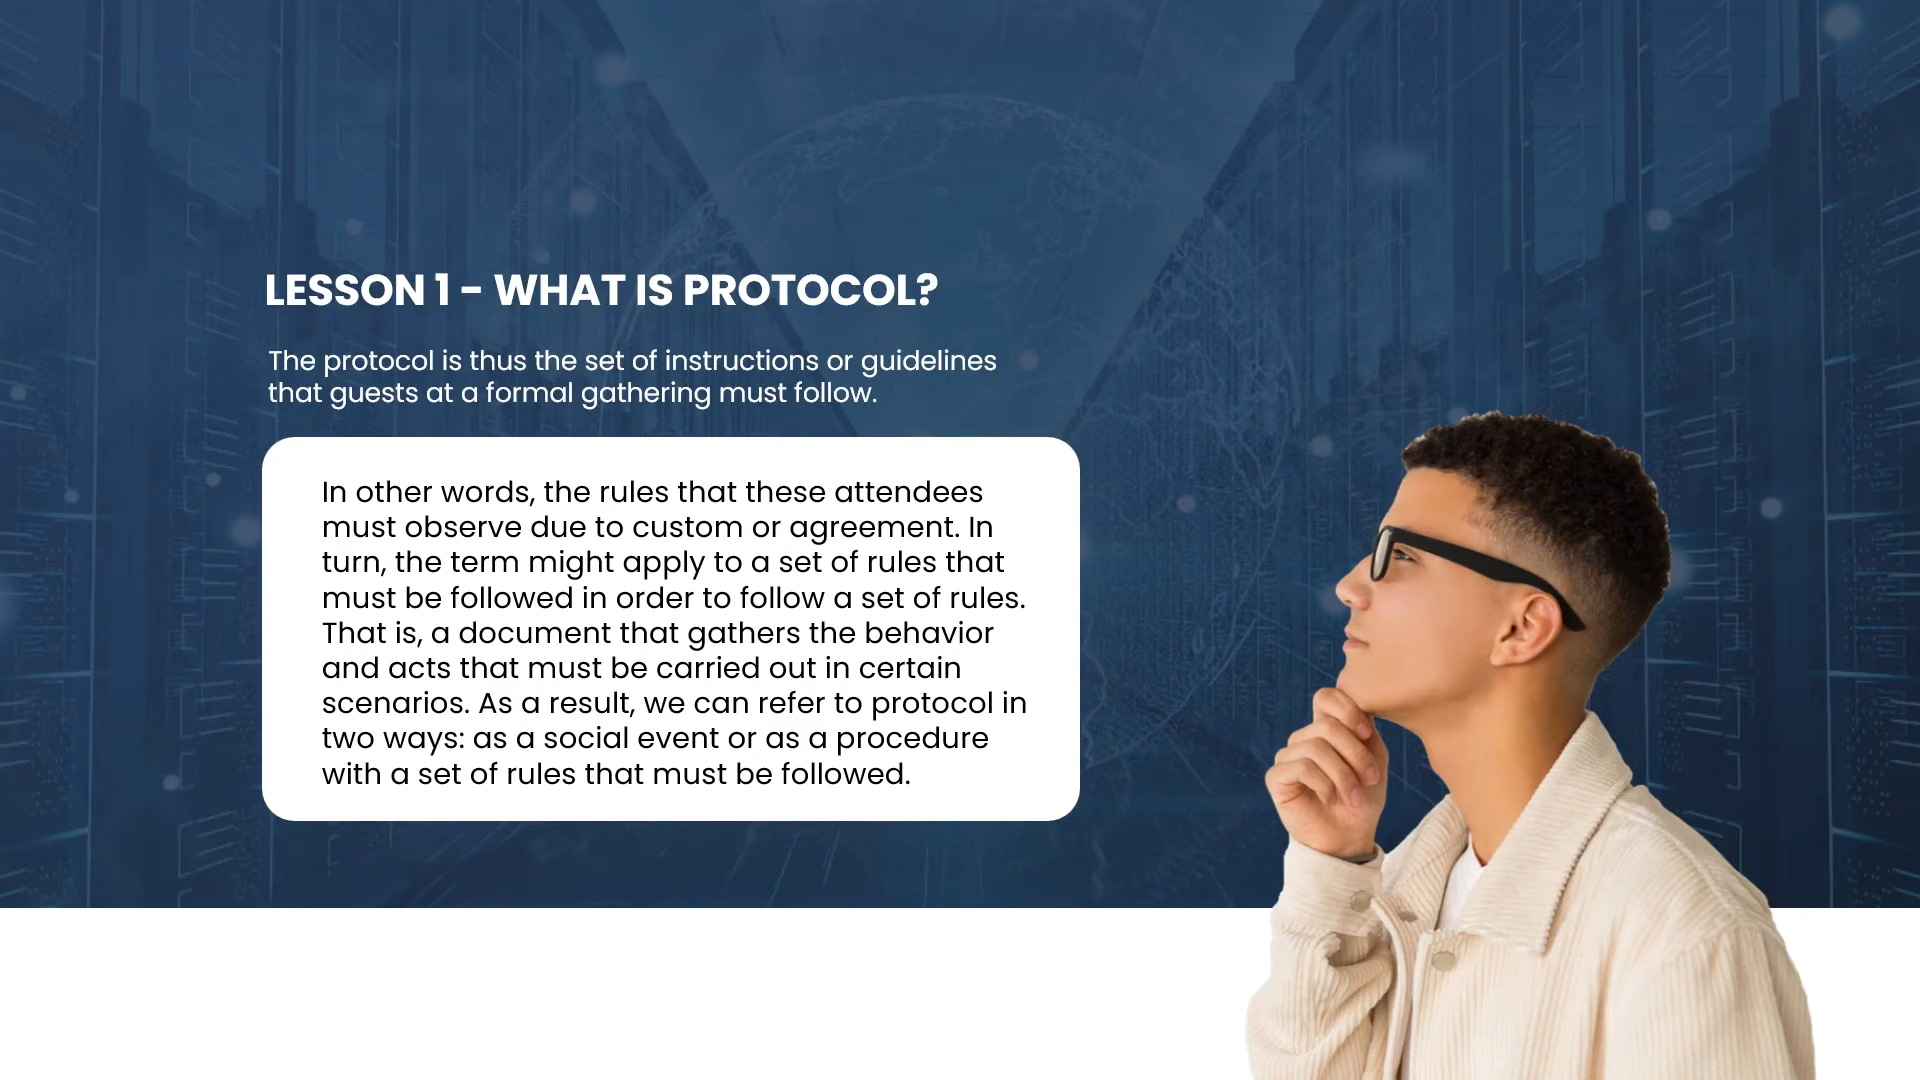 LESSON 1 - WHAT IS PROTOCOL?
The protocol is thus the set of instructions or guidelines
that guests at a formal gathering must follow.
In other words, the rules that these attendees
must observe due to custom or agreement. In
turn, the term might apply to a set of rules that
must be followed in order to follow a set of rules.
That is, a document that gathers the behavior
and acts that must be carried out in certain
scenarios. As a result, we can refer to protocol in
two ways: as a social event or as a procedure
with a set of rules that must be followed.